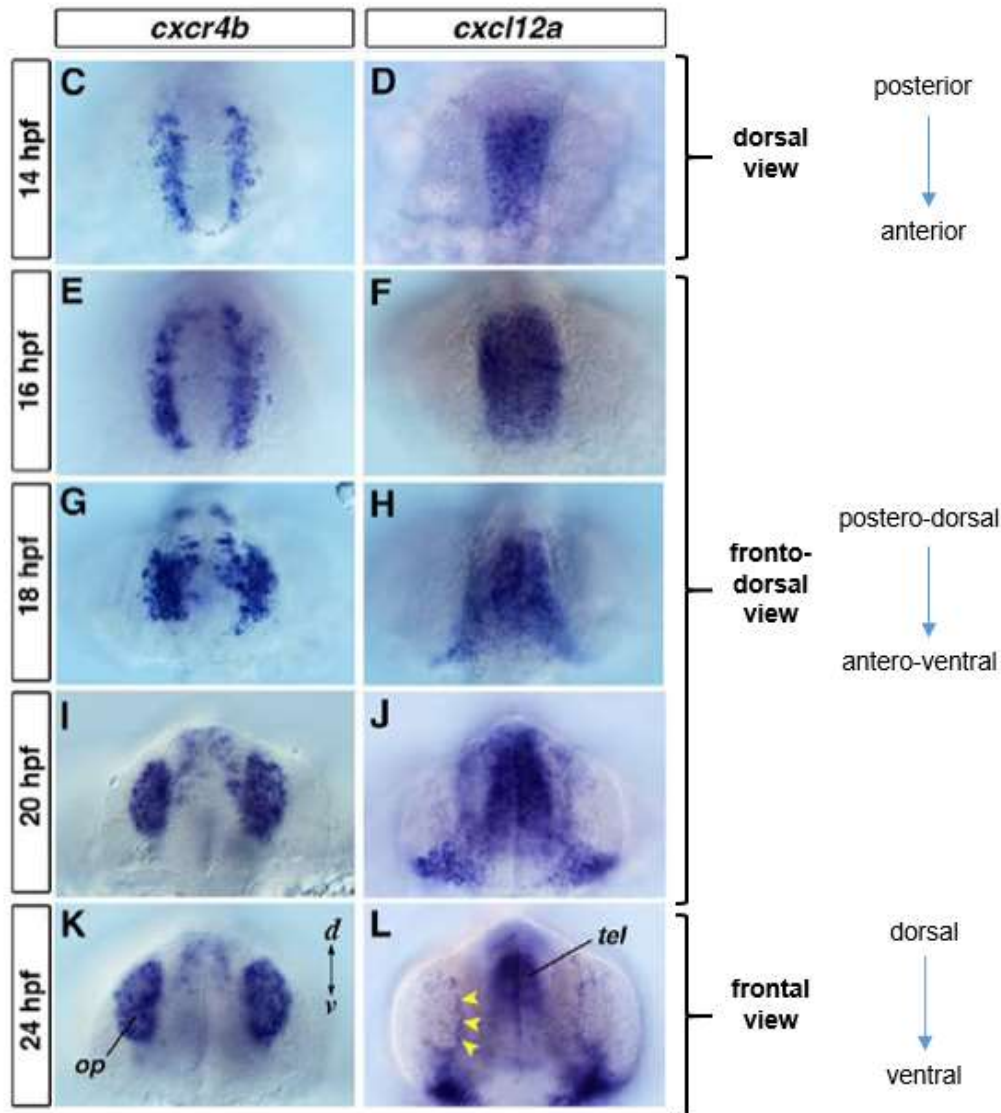 cxcr4b
cxcl12a
14 hpf
C
D
dorsal
view
posterior
anterior
16 hpf
E
F
18 hpf
G
H
fronto-
dorsal
view
postero-dorsal
antero-ventral
20 hpf
I
J
24 hpf
K
d
v
op
L
tel
frontal
view
dorsal
ventral